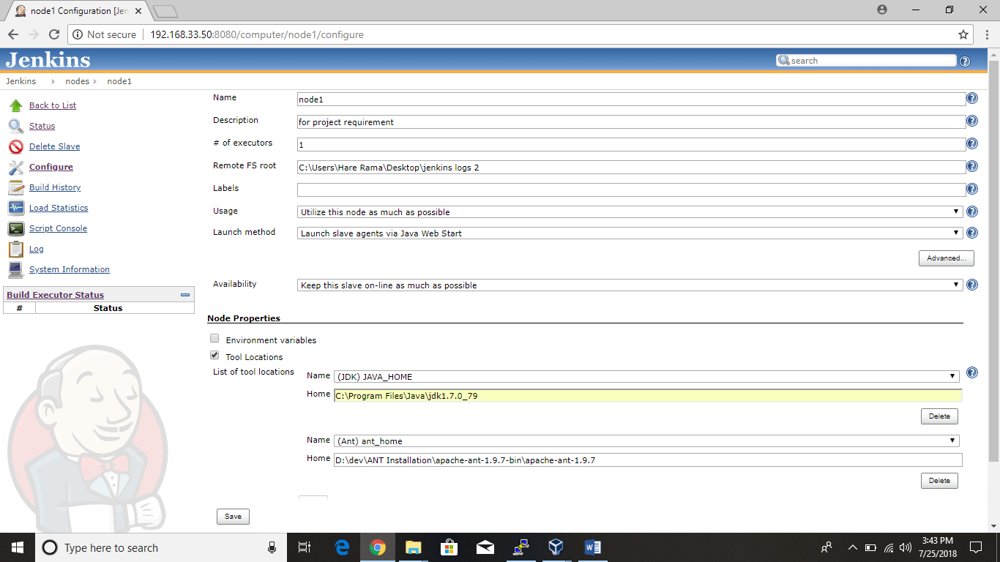 node1 Configuration [Jen
Not secure
192.168.33.50:8080/computer/node1/configure
Jenkins
search
Jenkins
nodes
node1
Back to List
Status
Delete Slave
Configure
Build History
Load Statistics
Script Console
Log
System Information
Build Executor Status
# Status
Name node1
Description for project requirement
# of executors 1
Remote FS root C:\Users\Hare Rama\Desktop\jenkins logs 2
Labels
Usage Utilize this node as much as possible
Launch method Launch slave agents via Java Web Start
Advanced...
Availability Keep this slave on-line as much as possible
Node Properties
Environment variables
Tool Locations
List of tool locations
Name (JDK) JAVA_HOME
Home C:\Program Files\Java\jdk1.7.0_79
Delete
Name (Ant) ant_home
Home D:\dev\ANT Installation\apache-ant-1.9.7-bin\apache-ant-1.9.7
Delete
Save
Type here to search
3:43 PM
7/25/2018